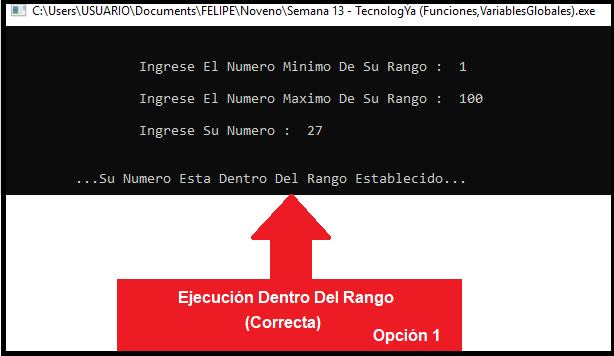 C:\Users\USUARIO\Documents\FELIPE\Noveno\Semana 13 - TecnologYa (Funciones,VariablesGlobales).exe
Ingrese El Numero Minimo De Su Rango : 1
Ingrese El Numero Maximo De Su Rango : 100
Ingrese Su Numero : 27
...Su Numero Esta Dentro Del Rango Establecido...
Ejecución Dentro Del Rango
(Correcta)
Opción 1